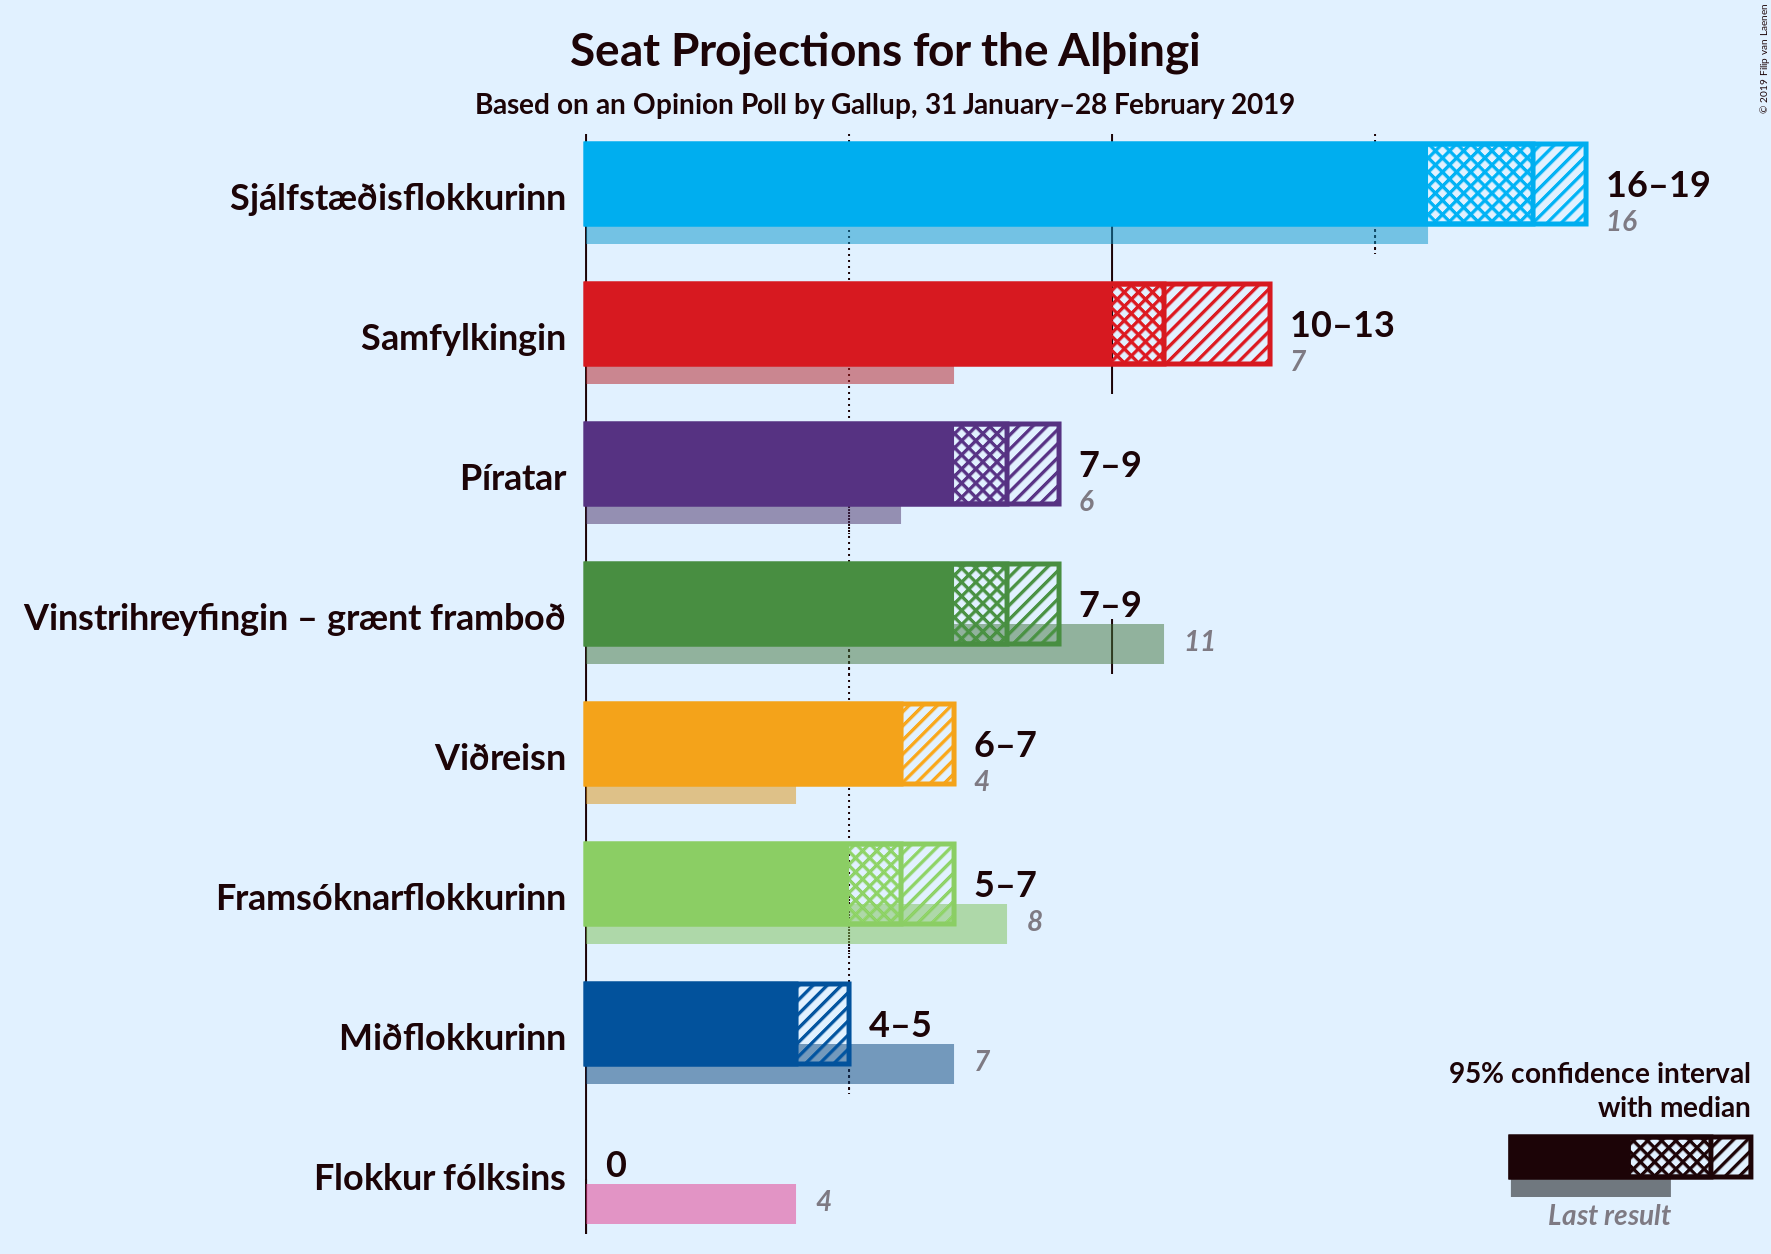 Seat Projections for the Alþingi
Based on an Opinion Poll by Gallup, 31 January–28 February 2019
© 2019 Filip van Laenen
Sjálfstæðisflokkurinn
16–19
16
Samfylkingin
10–13
7
Píratar
7–9
6
Vinstrihreyfingin – grænt framboð
7–9
11
Viðreisn
6–7
4
Framsóknarflokkurinn
5–7
8
Miðflokkurinn
4–5
7
Flokkur fólksins
0
4
95% confidence interval
with median
Last result